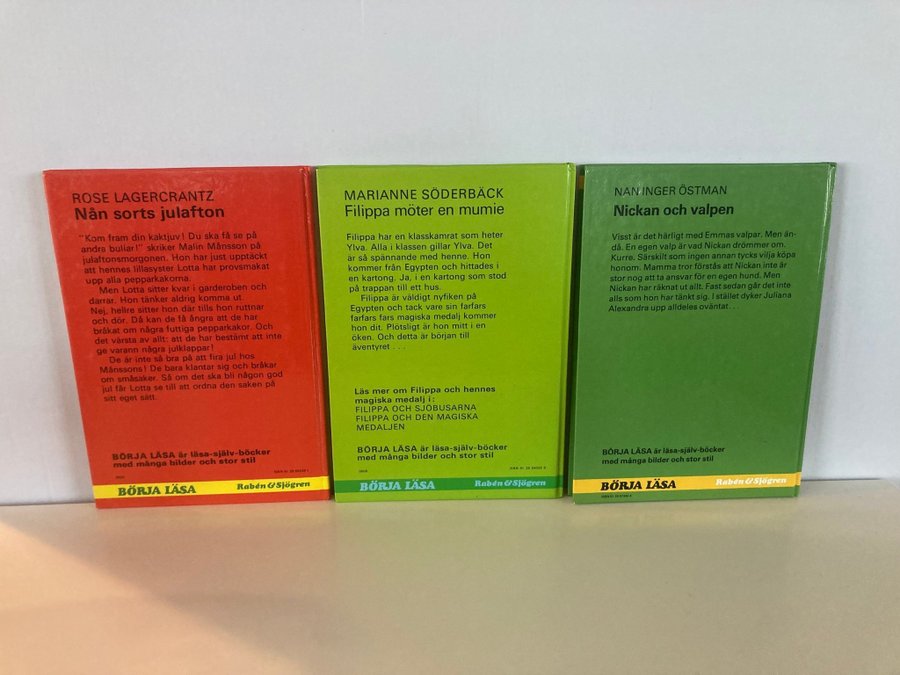 ROSE LAGERCRANTZ
Nån sorts julafton
"Kom fram din kaktjuv! Du ska få se på
andra bullar!" skriker Malin Månsson på
julaftonsmorgonen. Hon har just upptäckt
att hennes lillasyster Lotta har provsmakat
upp alla pepparkakorna.
Men Lotta sitter kvar i garderoben och
darrar. Hon tänker aldrig komma ut.
Nej, hellre sitter hon där tills hon ruttnar
och dör. Då kan de få ångra att de har
bråkat om några futtiga pepparkakor. Och
det värsta av allt: att de har bestämt att inte
ge varann några julklappar!
De är inte så bra på att fira jul hos
Månssons! De bara klantar sig och bråkar
om småsaker. Så om det ska bli någon god
jul får Lotta se till att ordna den saken på
sitt eget sätt.
BÖRJA LÄSA är läsa-själv-böcker
med många bilder och stor stil
BÖRJA LÄSA Rabén & Sjögren
MARIANNE SÖDERBÄCK
Filippa möter en mumie
Filippa har en klasskamrat som heter
Ylva. Alla i klassen gillar Ylva. Det
är så spännande med henne. Hon
kommer från Egypten och hittades i
en kartong. Ja, i en kartong som stod
på trappan till ett hus.
Filippa är väldigt nyfiken på
Egypten och tack vare sin farfars
farfars fars magiska medalj kommer
hon dit. Plötsligt är hon mitt i en
öken. Och detta är början till
äventyret ...
Läs mer om Filippa och hennes
magiska medalj i:
FILIPPA OCH SJÖBUSARNA
FILIPPA OCH DEN MAGISKA
MEDALJEN
BÖRJA LÄSA är läsa-själv-böcker
med många bilder och stor stil
BÖRJA LÄSA Rabén & Sjögren
NAN INGER ÖSTMAN
Nickan och valpen
Visst är det härligt med Emmas valpar. Men än-
då. En egen valp är vad Nickan drömmer om.
Kurre. Särskilt som ingen annan tycks vilja köpa
honom. Mamma tror förstås att Nickan inte är
stor nog att ta ansvar för en egen hund. Men
Nickan har räknat ut allt. Fast sedan går det inte
alls som hon har tänkt sig. I stället dyker Juliana
Alexandra upp alldeles oväntat...
BÖRJA LÄSA är läsa-själv-böcker
med många bilder och stor stil
BÖRJA LÄSA Rabén & Sjögren